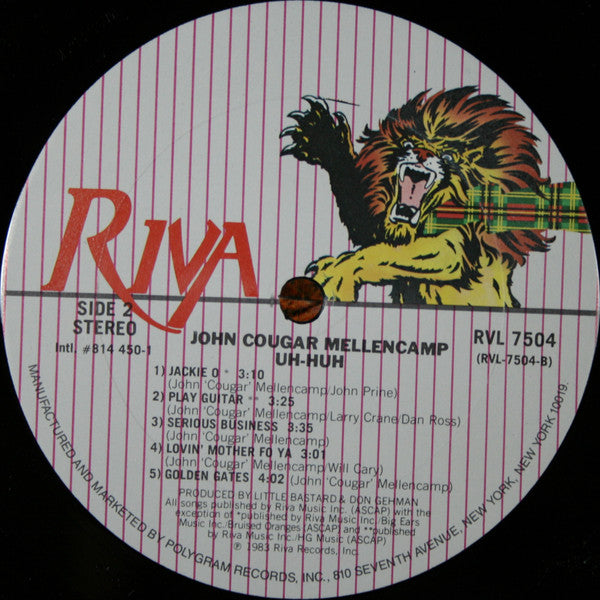 RIVA
SIDE 2
STEREO
Intl. #814 450-1
JOHN COUGAR MELLENCAMP
UH-HUH
RVL 7504
(RVL-7504-B)
1) JACKIE O * 3:10
(John 'Cougar' Mellencamp/John Prine)
2) PLAY GUITAR ** 3:25
(John 'Cougar' Mellencamp/Larry Crane/Dan Ross)
3) SERIOUS BUSINESS 3:35
(John 'Cougar' Mellencamp)
4) LOVIN' MOTHER FO YA 3:01
(John 'Cougar' Mellencamp/Will Cary)
5) GOLDEN GATES 4:02 (John 'Cougar' Mellencamp)
PRODUCED BY LITTLE BASTARD & DON GEHMAN
All songs published by Riva Music Inc. (ASCAP) with the
exception of *published by Riva Music Inc./Big Ears
Music Inc./Bruised Oranges (ASCAP) and **published
by Riva Music Inc./HG Music (ASCAP)
℗ 1983 Riva Records, Inc.
MANUFACTURED AND MARKETED BY POLYGRAM RECORDS, INC., 810 SEVENTH AVENUE, NEW YORK, NEW YORK 10019.